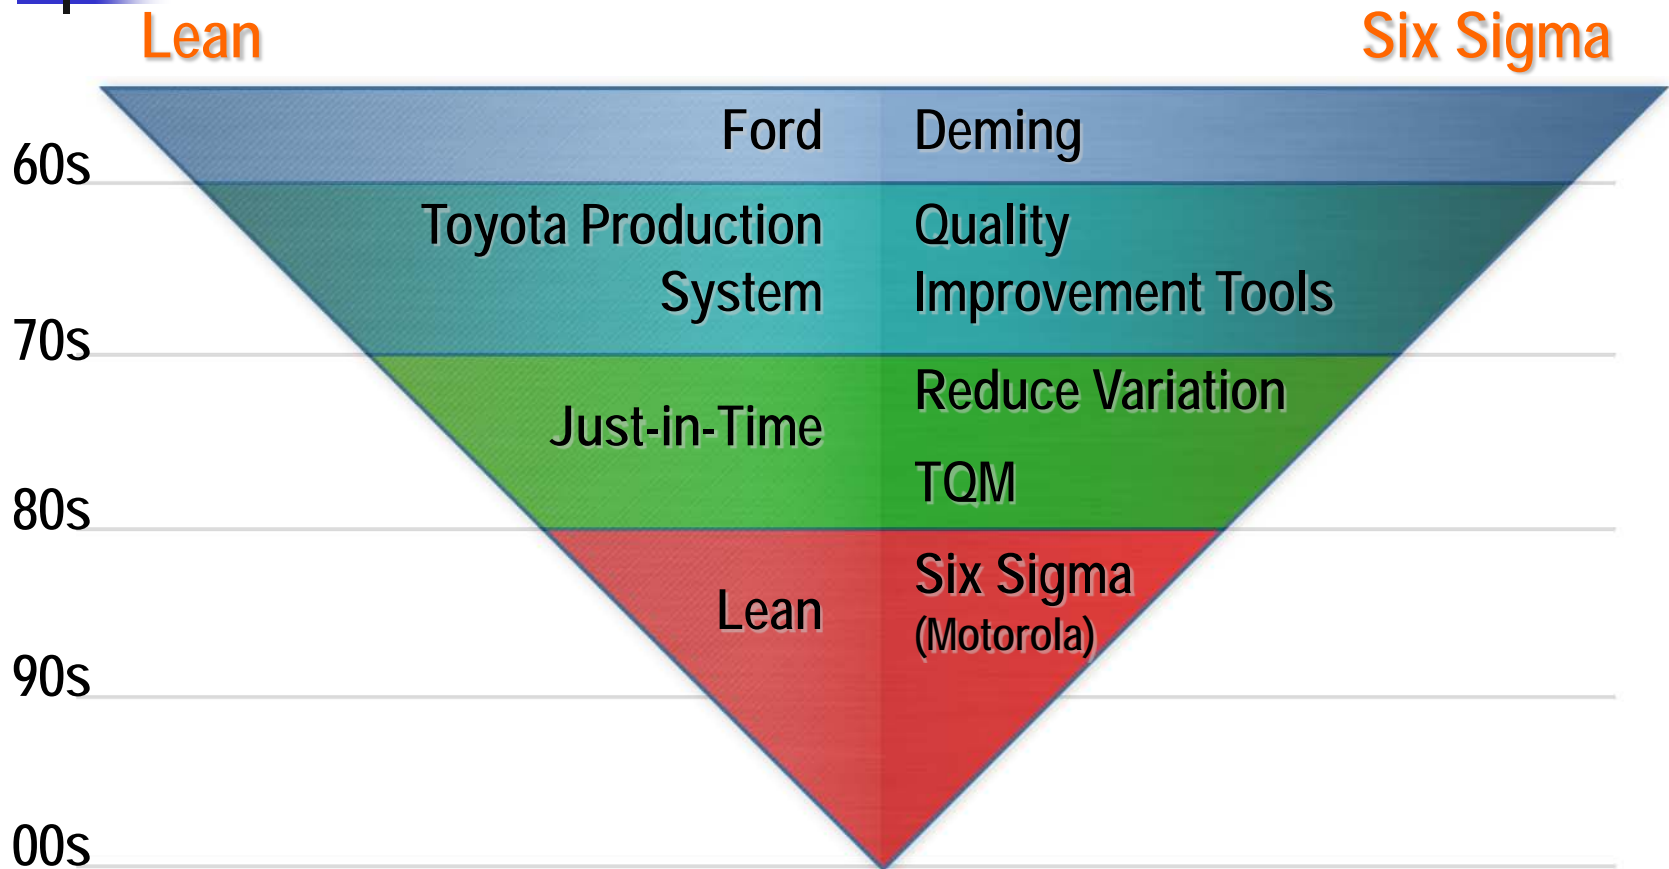 Lean
Six Sigma
Ford
Deming
60s
Toyota Production
System
Quality
Improvement Tools
70s
Just-in-Time
Reduce Variation
TQM
80s
Lean
Six Sigma
(Motorola)
90s
00s